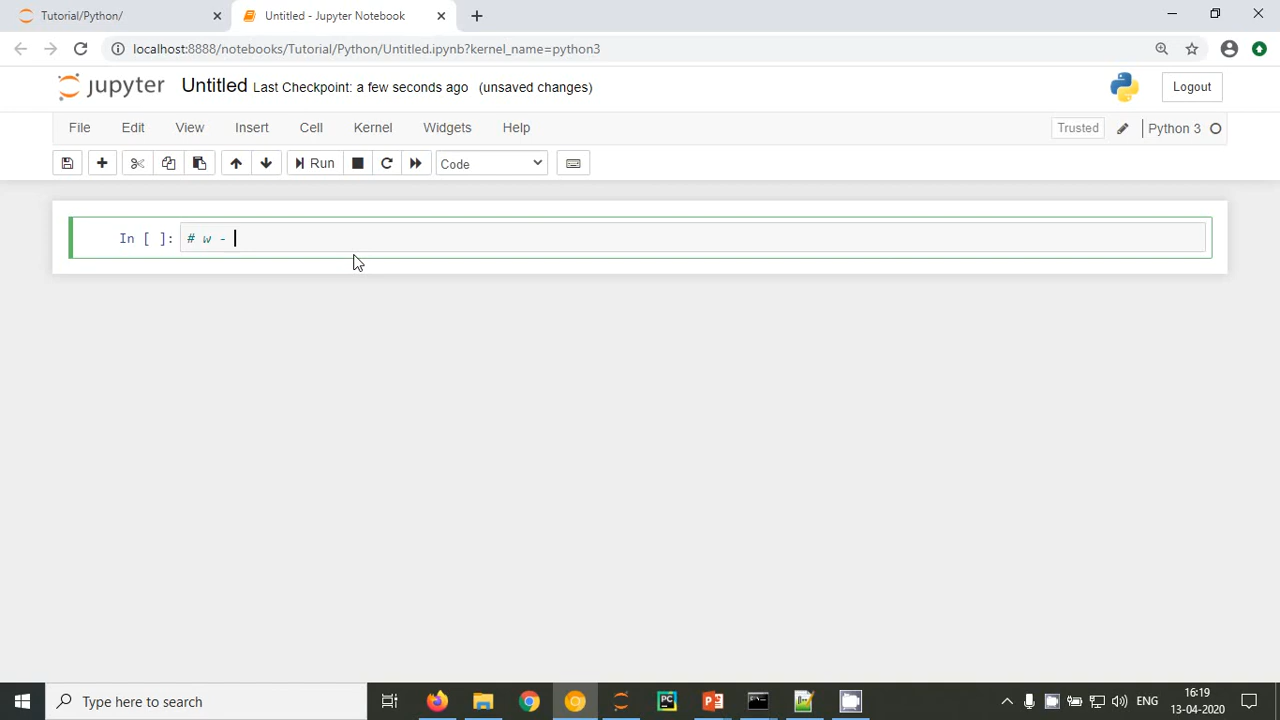 Tutorial/Python/
Untitled - Jupyter Notebook
localhost:8888/notebooks/Tutorial/Python/Untitled.ipynb?kernel_name=python3
jupyter Untitled Last Checkpoint: a few seconds ago (unsaved changes) Logout
File Edit View Insert Cell Kernel Widgets Help Trusted Python 3
Run Code
In [ ]: # w -
Type here to search
ENG
16:19
13-04-2020